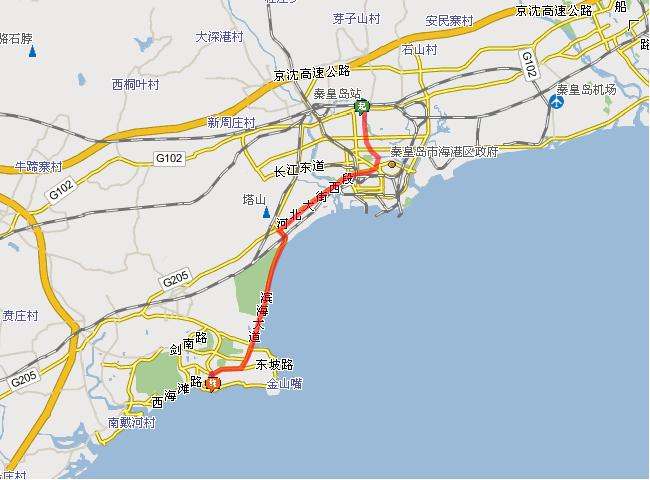 京沈高速公路
船
芽子山村
安民寨村
大深港村
石山村
路
骆石脖
京沈高速公路
G102
西桐叶村
秦皇岛站
秦皇岛机场
起
新周庄村
秦皇岛市海港区政府
G102
牛蹄寨村
长江东道
G102
河北大街西段
塔山
G205
滨海大道
贲庄村
剑南路
东坡路
G205
终
金山嘴
西海滩路
南戴河村